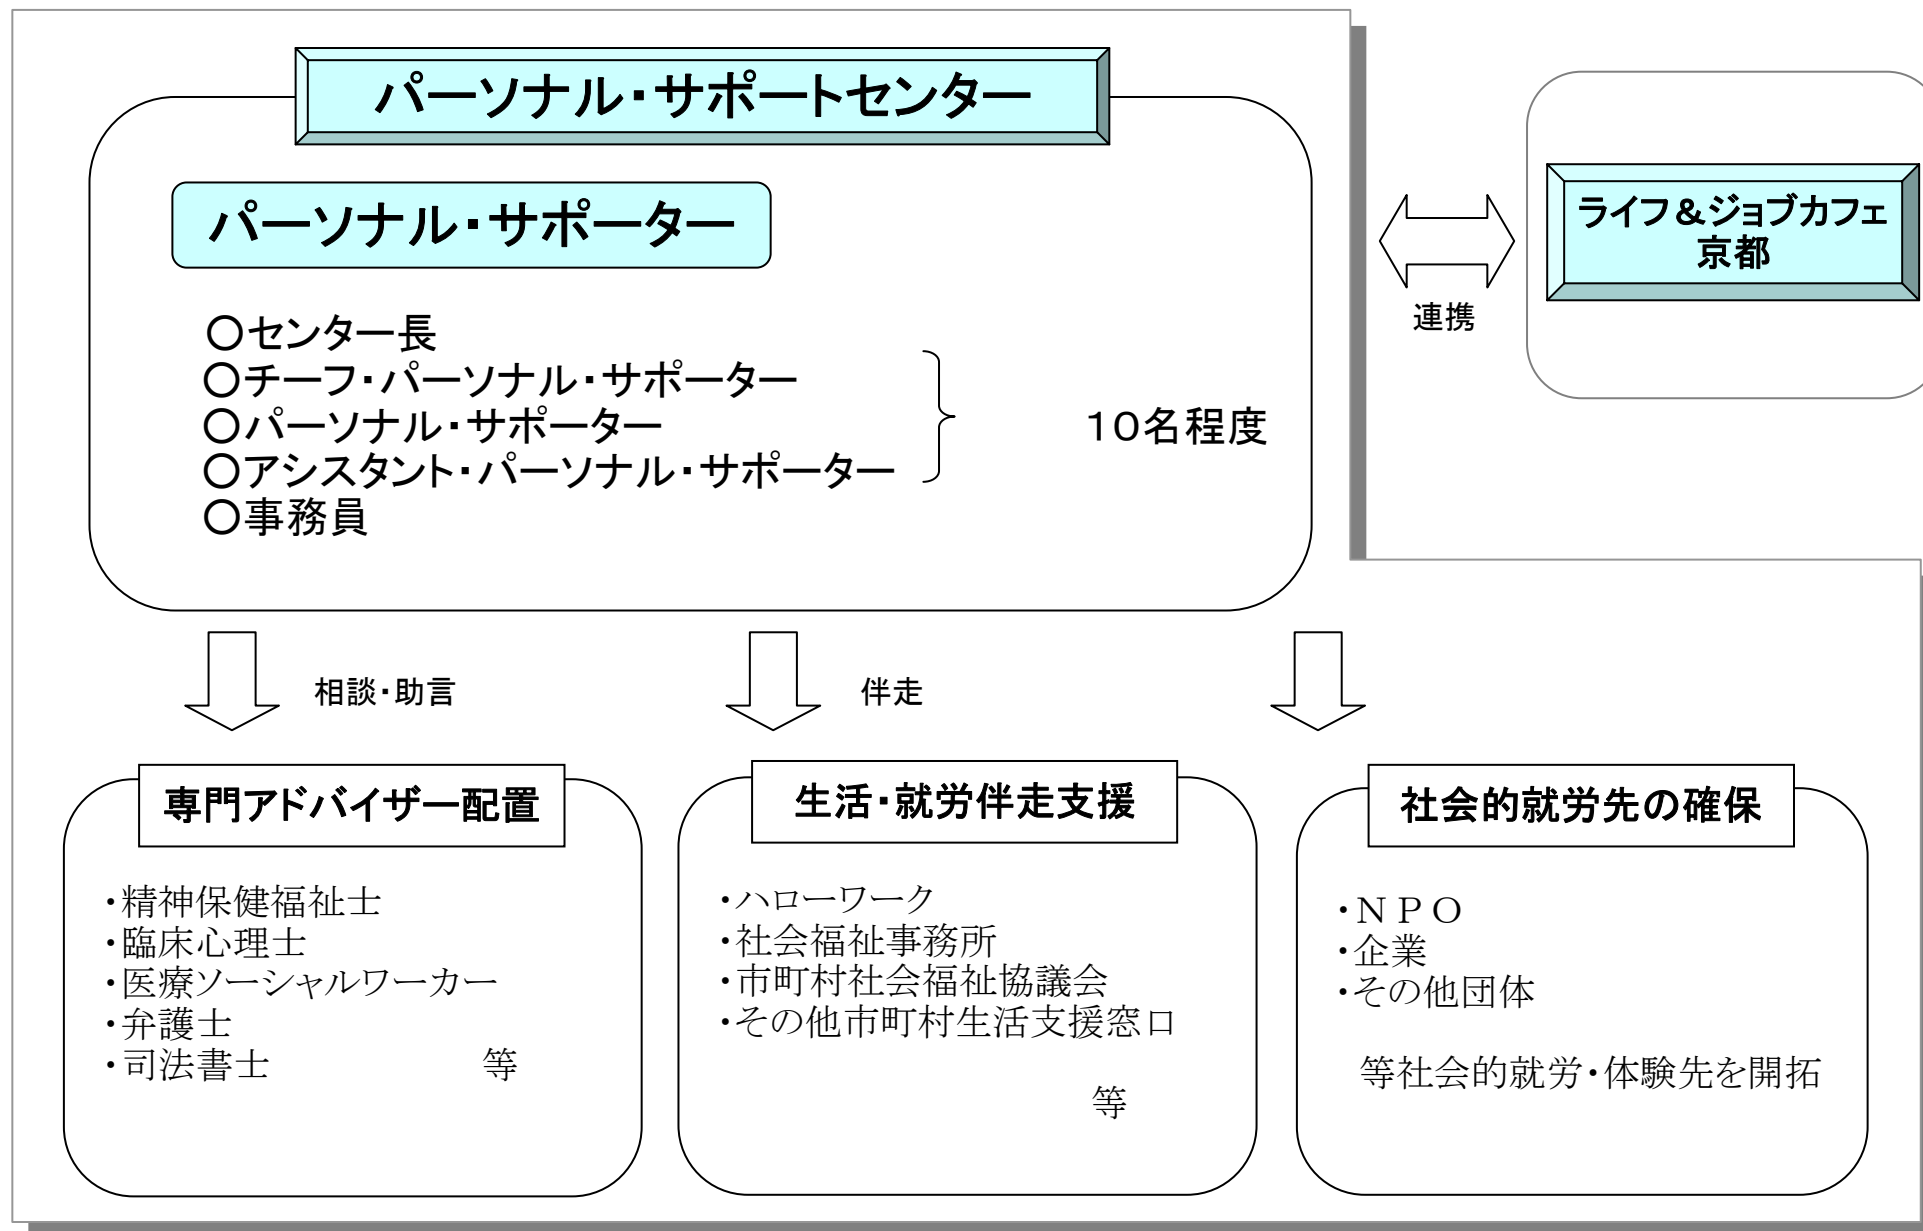 パーソナル・サポートセンター
パーソナル・サポーター
○センター長
○チーフ・パーソナル・サポーター
○パーソナル・サポーター
○アシスタント・パーソナル・サポーター
○事務員
10名程度
連携
ライフ＆ジョブカフェ
京都
相談・助言
伴走
専門アドバイザー配置
・精神保健福祉士
・臨床心理士
・医療ソーシャルワーカー
・弁護士
・司法書士 等
生活・就労伴走支援
・ハローワーク
・社会福祉事務所
・市町村社会福祉協議会
・その他市町村生活支援窓口
等
社会的就労先の確保
・ＮＰＯ
・企業
・その他団体
等社会的就労・体験先を開拓